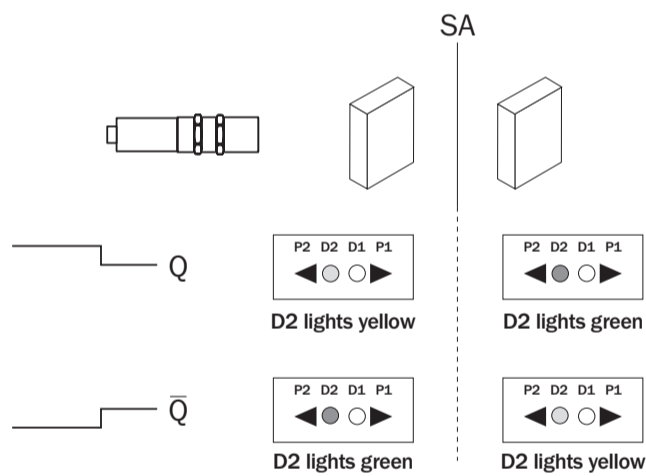 SA
Q
P2 D2 D1 P1
D2 lights yellow
P2 D2 D1 P1
D2 lights green
Q̅
P2 D2 D1 P1
D2 lights green
P2 D2 D1 P1
D2 lights yellow